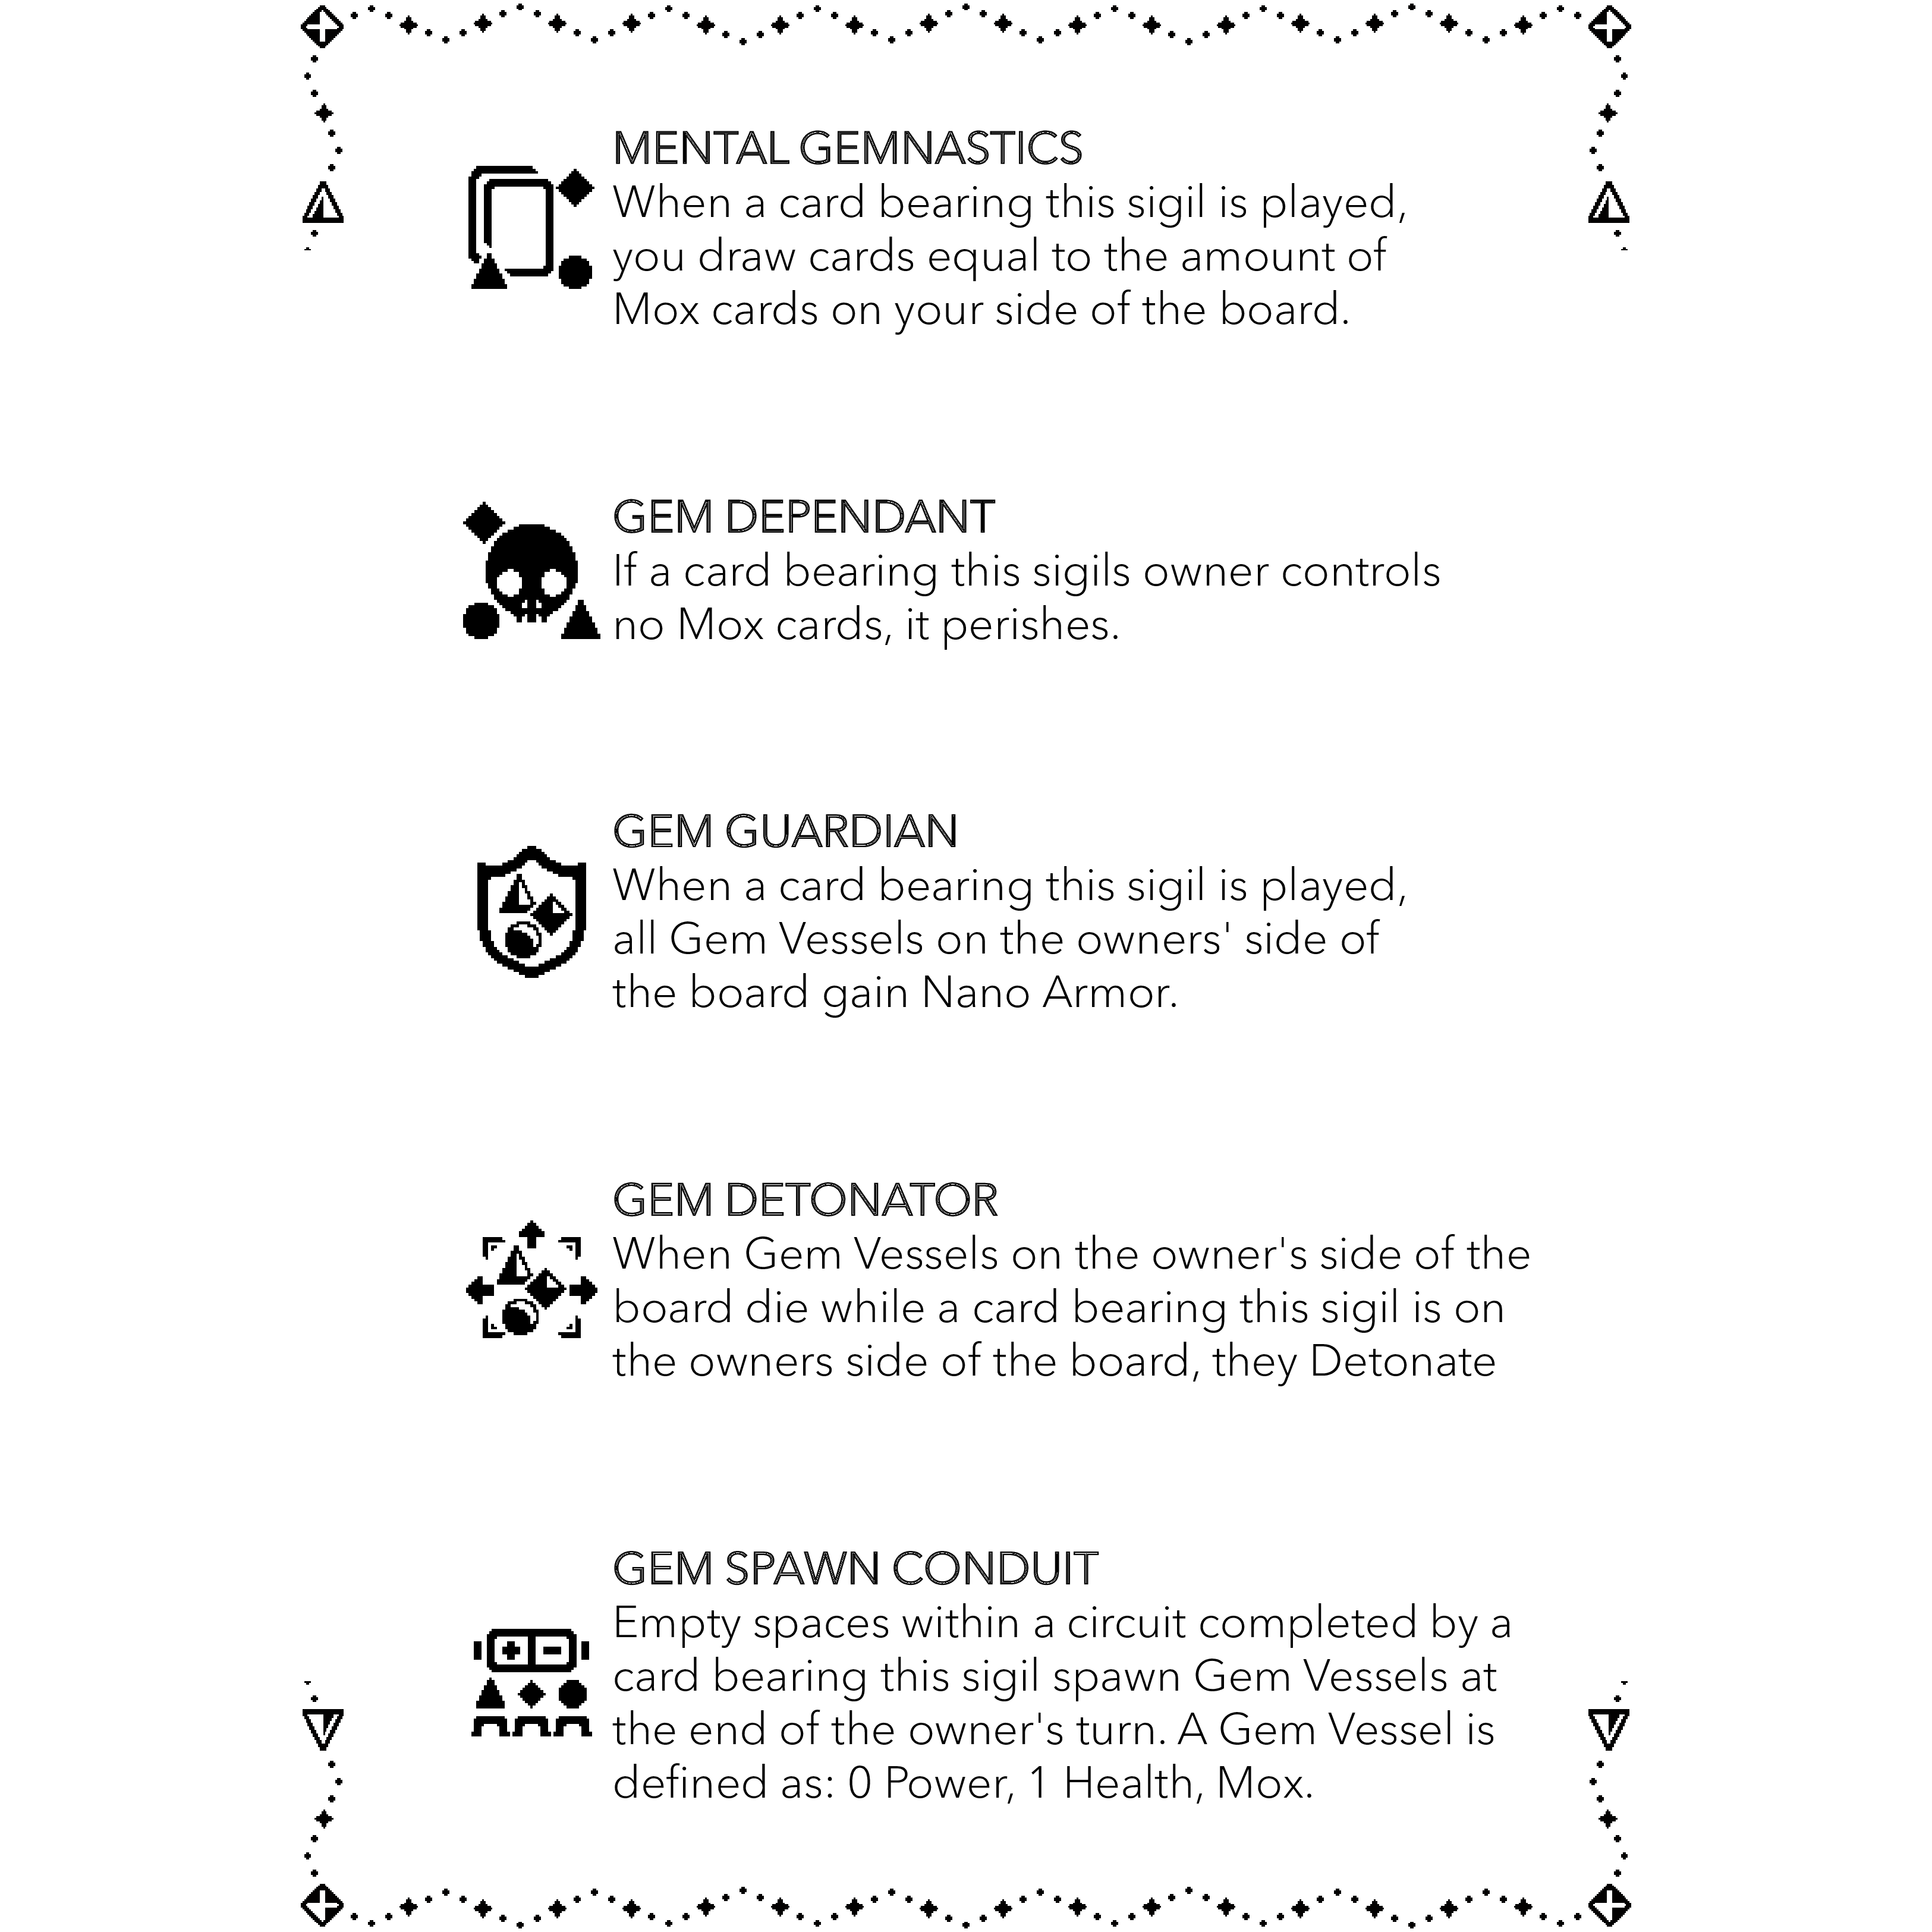 MENTAL GEMNASTICS
When a card bearing this sigil is played,
you draw cards equal to the amount of
Mox cards on your side of the board.
GEM DEPENDANT
If a card bearing this sigils owner controls
no Mox cards, it perishes.
GEM GUARDIAN
When a card bearing this sigil is played,
all Gem Vessels on the owners' side of
the board gain Nano Armor.
GEM DETONATOR
When Gem Vessels on the owner's side of the
board die while a card bearing this sigil is on
the owners side of the board, they Detonate
GEM SPAWN CONDUIT
Empty spaces within a circuit completed by a
card bearing this sigil spawn Gem Vessels at
the end of the owner's turn. A Gem Vessel is
defined as: 0 Power, 1 Health, Mox.